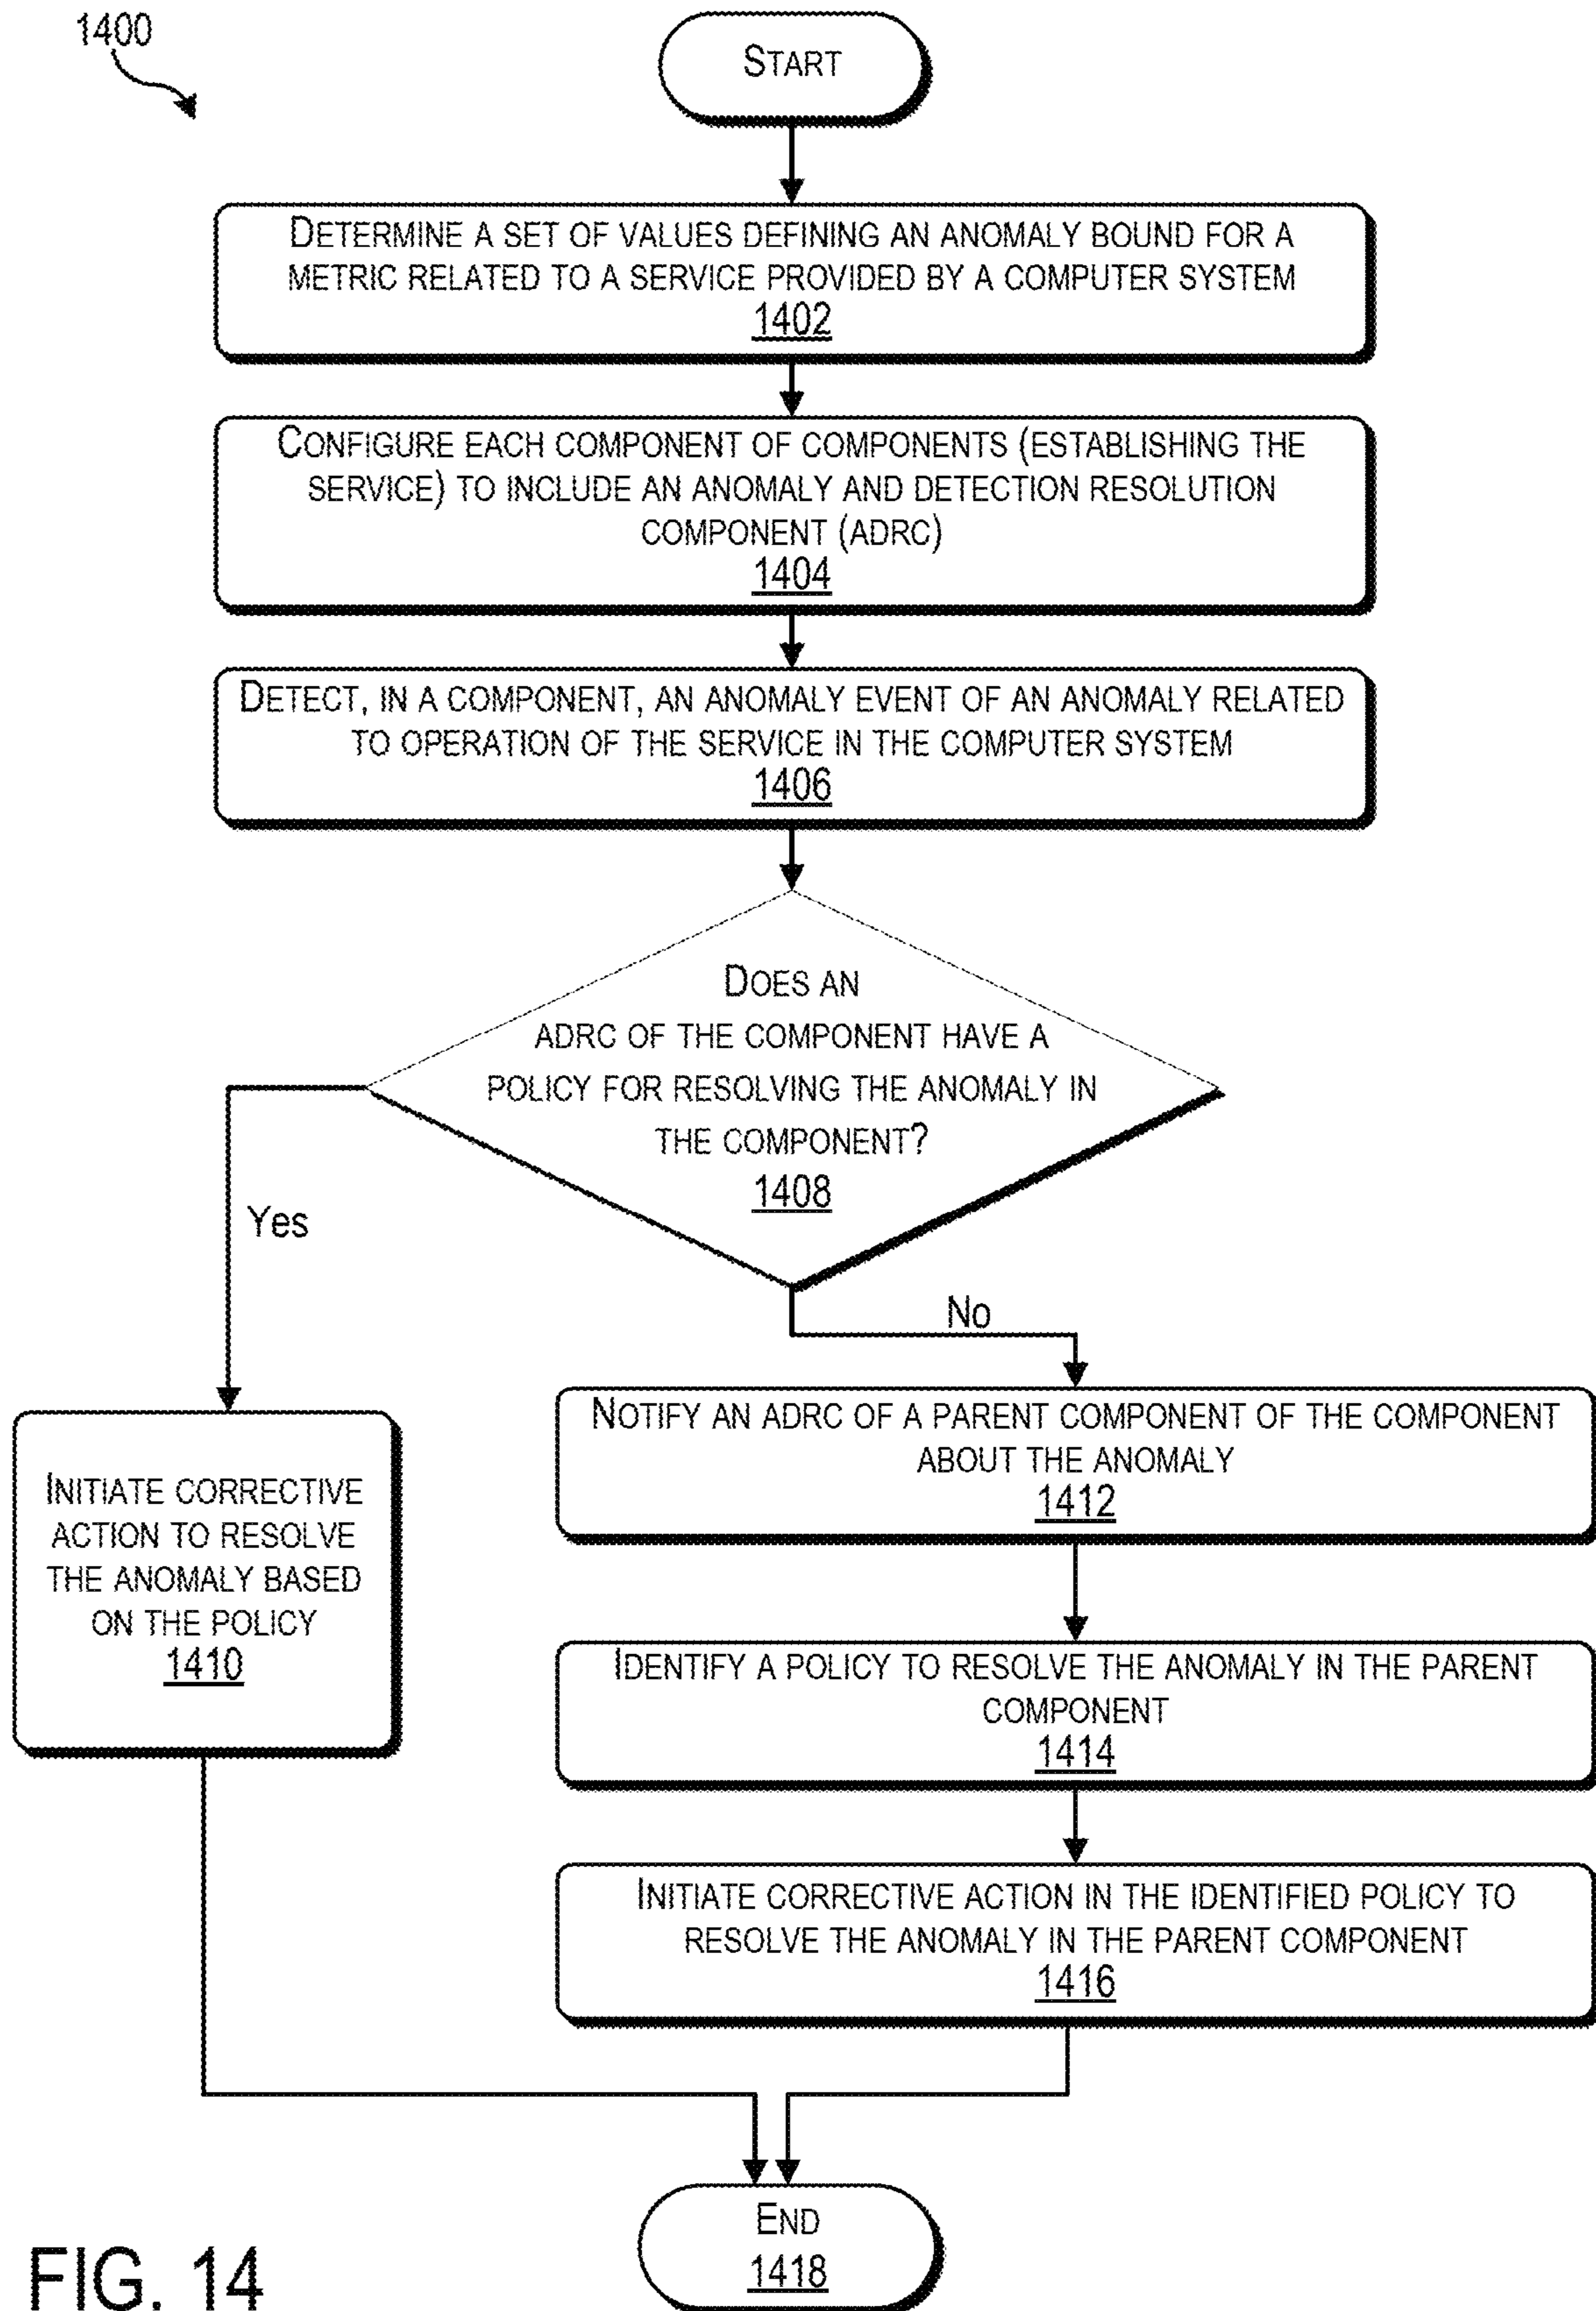 1400
START
DETERMINE A SET OF VALUES DEFINING AN ANOMALY BOUND FOR A
METRIC RELATED TO A SERVICE PROVIDED BY A COMPUTER SYSTEM
1402
CONFIGURE EACH COMPONENT OF COMPONENTS (ESTABLISHING THE
SERVICE) TO INCLUDE AN ANOMALY AND DETECTION RESOLUTION
COMPONENT (ADRC)
1404
DETECT, IN A COMPONENT, AN ANOMALY EVENT OF AN ANOMALY RELATED
TO OPERATION OF THE SERVICE IN THE COMPUTER SYSTEM
1406
DOES AN
ADRC OF THE COMPONENT HAVE A
POLICY FOR RESOLVING THE ANOMALY IN
THE COMPONENT?
1408
Yes
No
INITIATE CORRECTIVE
ACTION TO RESOLVE
THE ANOMALY BASED
ON THE POLICY
1410
NOTIFY AN ADRC OF A PARENT COMPONENT OF THE COMPONENT
ABOUT THE ANOMALY
1412
IDENTIFY A POLICY TO RESOLVE THE ANOMALY IN THE PARENT
COMPONENT
1414
INITIATE CORRECTIVE ACTION IN THE IDENTIFIED POLICY TO
RESOLVE THE ANOMALY IN THE PARENT COMPONENT
1416
END
1418
FIG. 14